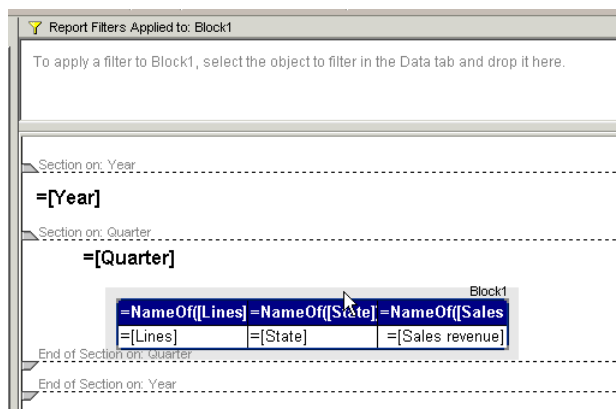 Report Filters Applied to: Block1
To apply a filter to Block1, select the object to filter in the Data tab and drop it here.
Section on: Year
=[Year]
Section on: Quarter
=[Quarter]
Block1
=NameOf([Lines] =NameOf([State] =NameOf([Sales
=[Lines] =[State] =[Sales revenue]
End of Section on: Quarter
End of Section on: Year